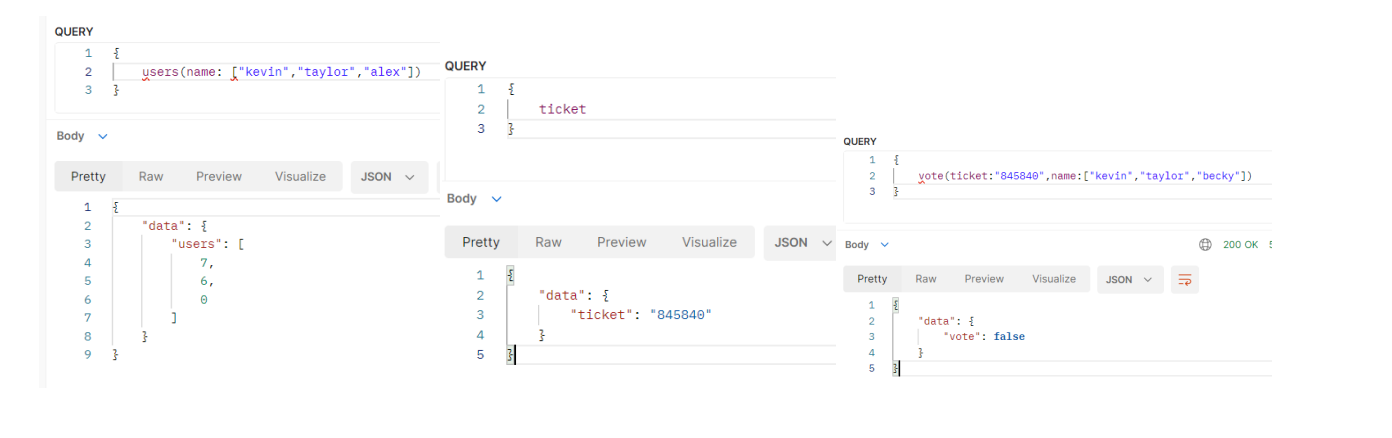 QUERY
1 {
2 users(name: ["kevin","taylor","alex"])
3 }
Body
Pretty Raw Preview Visualize JSON
1 {
2 "data": {
3 "users": [
4 7,
5 6,
6 0
7 ]
8 }
9 }
QUERY
1 {
2 ticket
3 }
Body
Pretty Raw Preview Visualize JSON
1 {
2 "data": {
3 "ticket": "845840"
4 }
5 }
QUERY
1 {
2 vote(ticket:"845840",name:["kevin","taylor","becky"])
3 }
Body 200 OK
Pretty Raw Preview Visualize JSON
1 {
2 "data": {
3 "vote": false
4 }
5 }